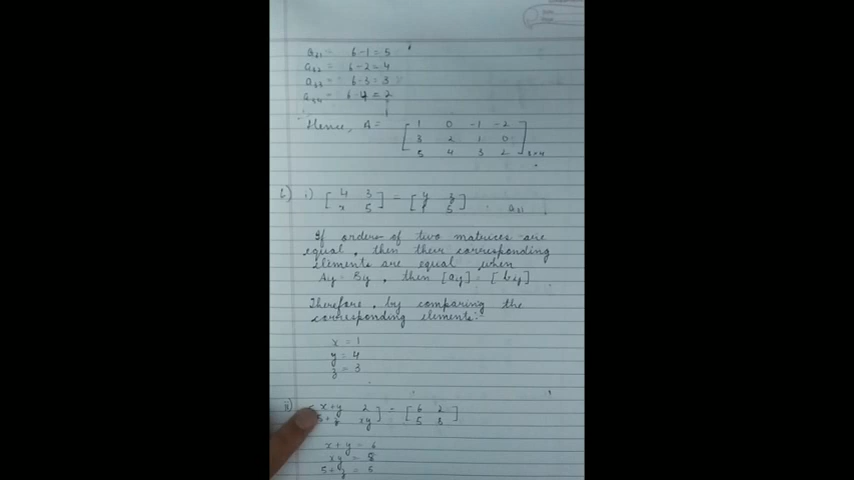 a31 = 6-1 = 5
a32 = 6-2 = 4
a33 = 6-3 = 3
a34 = 6-4 = 2
Hence, A = [ 1 0 -1 -2
3 2 1 0
5 4 3 2 ] 3×4
6) i) [ 4 3 ] = [ y z ]
[ x 5 ] [ 1 5 ]
If orders of two matrices are
equal, then their corresponding
elements are equal when
Aij = Bij, then [aij] = [bij]
Therefore, by comparing the
corresponding elements:-
x = 1
y = 4
z = 3
ii) [ x+y 2 ] = [ 6 2 ]
5+z xy ] [ 5 8 ]
x+y = 6
xy = 8
5+z = 5